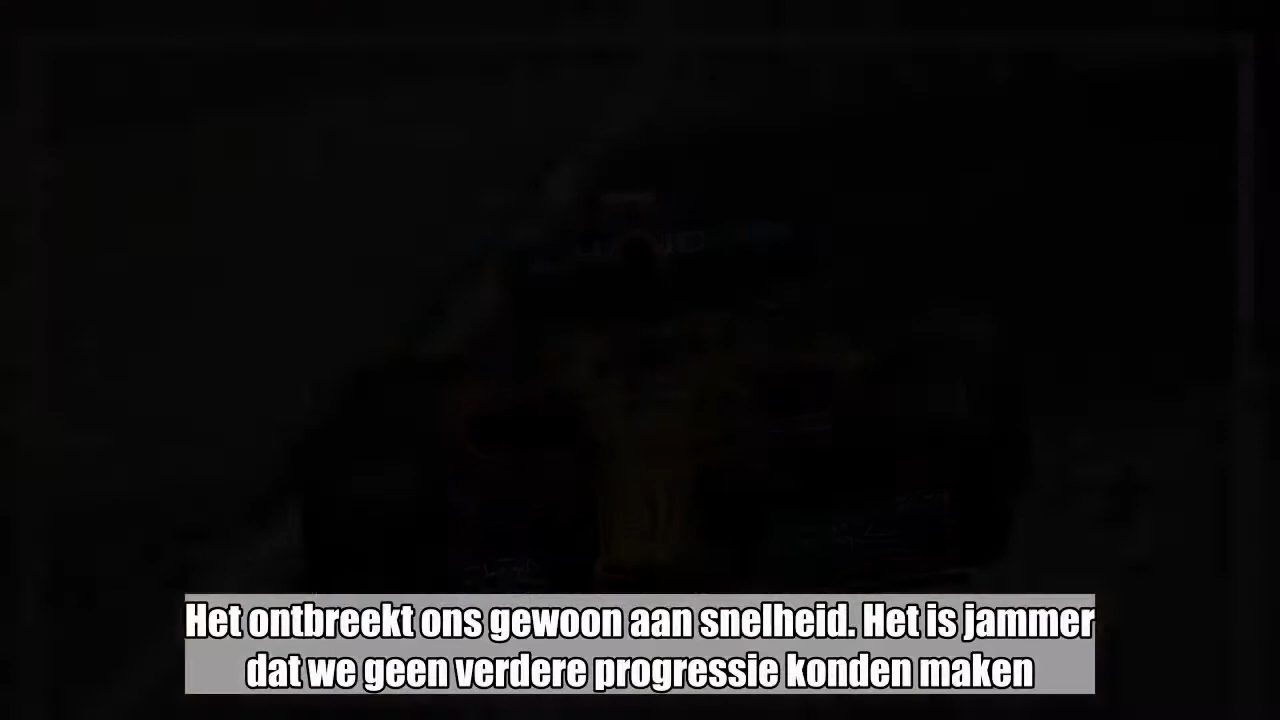 Het ontbreekt ons gewoon aan snelheid. Het is jammer
dat we geen verdere progressie konden maken